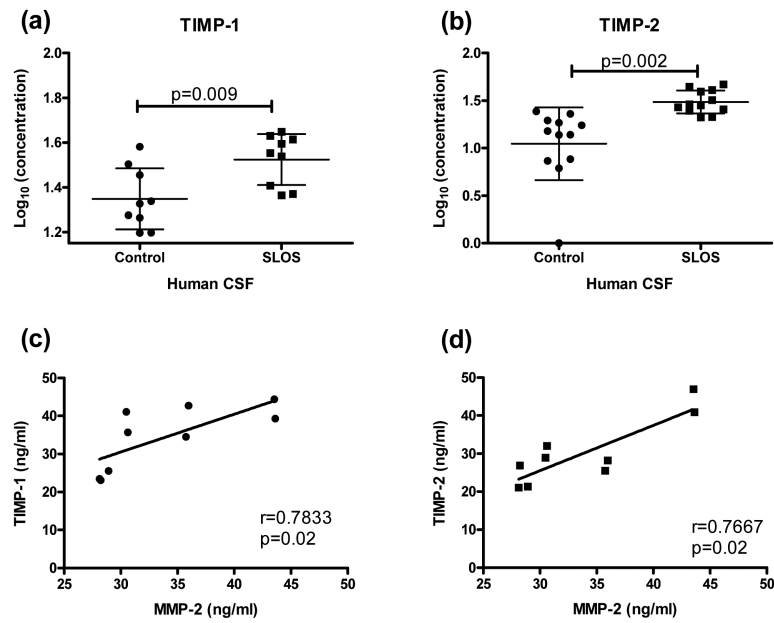 (a)
TIMP-1
Log10 (concentration)
2.0
1.8
1.6
1.4
1.2
p=0.009
Control
SLOS
Human CSF
(b)
TIMP-2
Log10 (concentration)
2.0
1.5
1.0
0.5
0.0
p=0.002
Control
SLOS
Human CSF
(c)
TIMP-1 (ng/ml)
50
40
30
20
10
0
r=0.7833
p=0.02
25
30
35
40
45
50
MMP-2 (ng/ml)
(d)
TIMP-2 (ng/ml)
50
40
30
20
10
0
r=0.7667
p=0.02
25
30
35
40
45
50
MMP-2 (ng/ml)